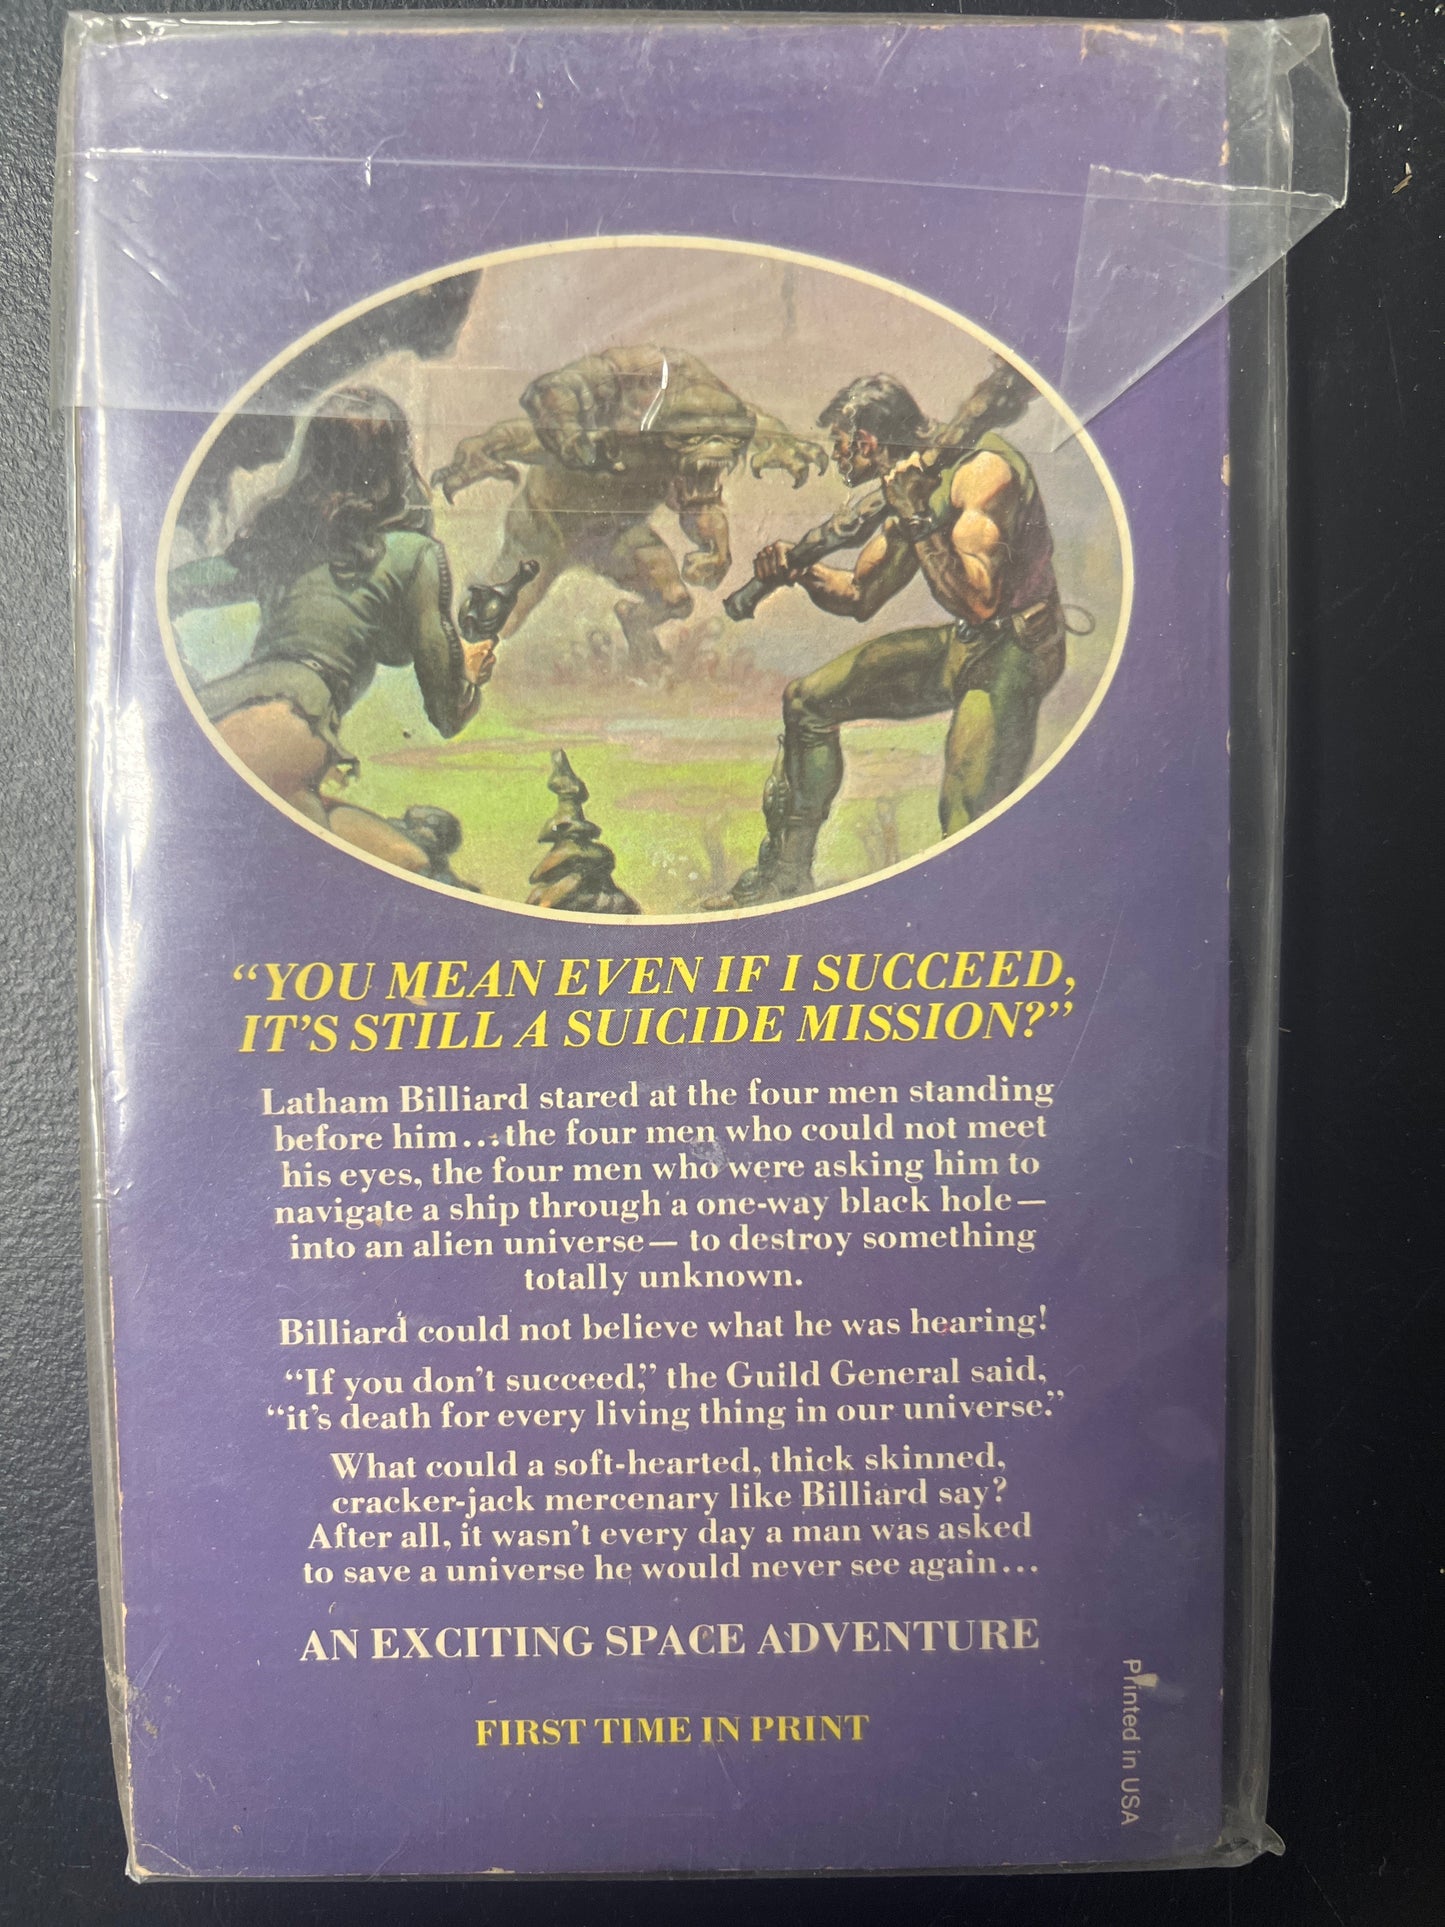 “YOU MEAN EVEN IF I SUCCEED,
IT’S STILL A SUICIDE MISSION?”
Latham Billiard stared at the four men standing
before him...the four men who could not meet
his eyes, the four men who were asking him to
navigate a ship through a one-way black hole—
into an alien universe— to destroy something
totally unknown.
Billiard could not believe what he was hearing!
“If you don’t succeed,” the Guild General said,
“it’s death for every living thing in our universe.”
What could a soft-hearted, thick skinned,
cracker-jack mercenary like Billiard say?
After all, it wasn’t every day a man was asked
to save a universe he would never see again...
AN EXCITING SPACE ADVENTURE
FIRST TIME IN PRINT
Printed in USA